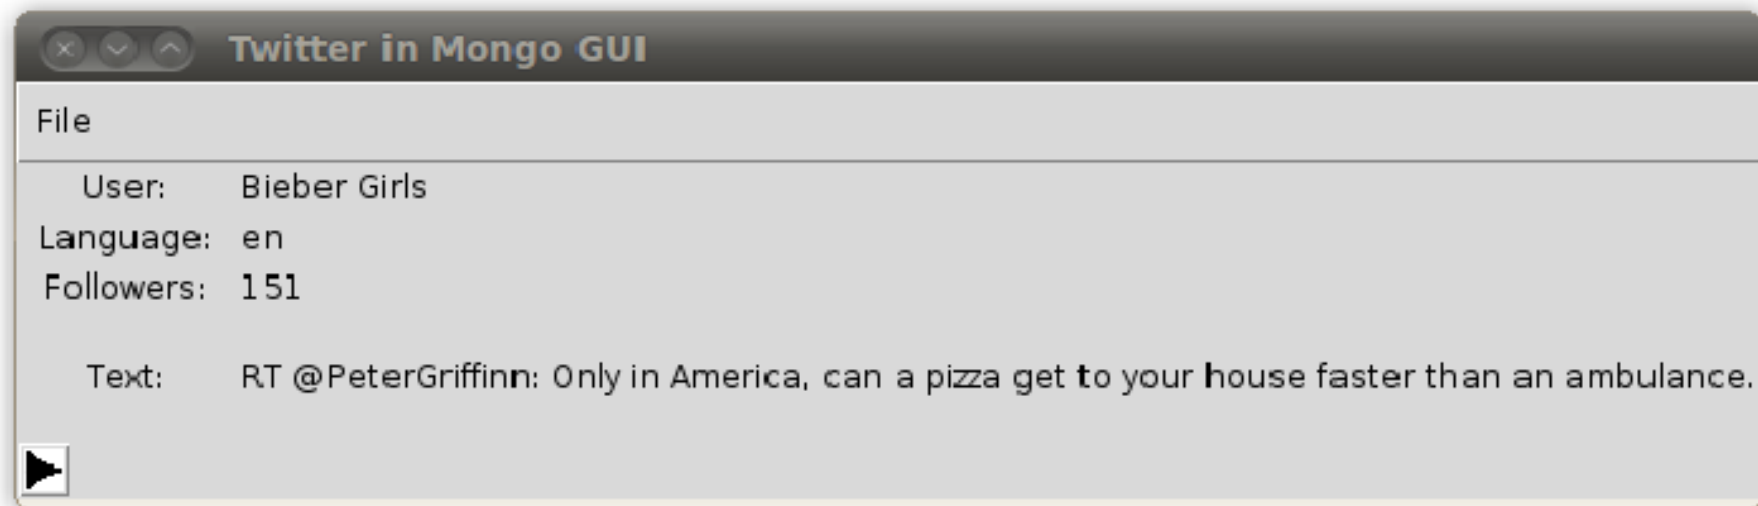 Twitter in Mongo GUI
File
User: Bieber Girls
Language: en
Followers: 151
Text: RT @PeterGriffinn: Only in America, can a pizza get to your house faster than an ambulance.